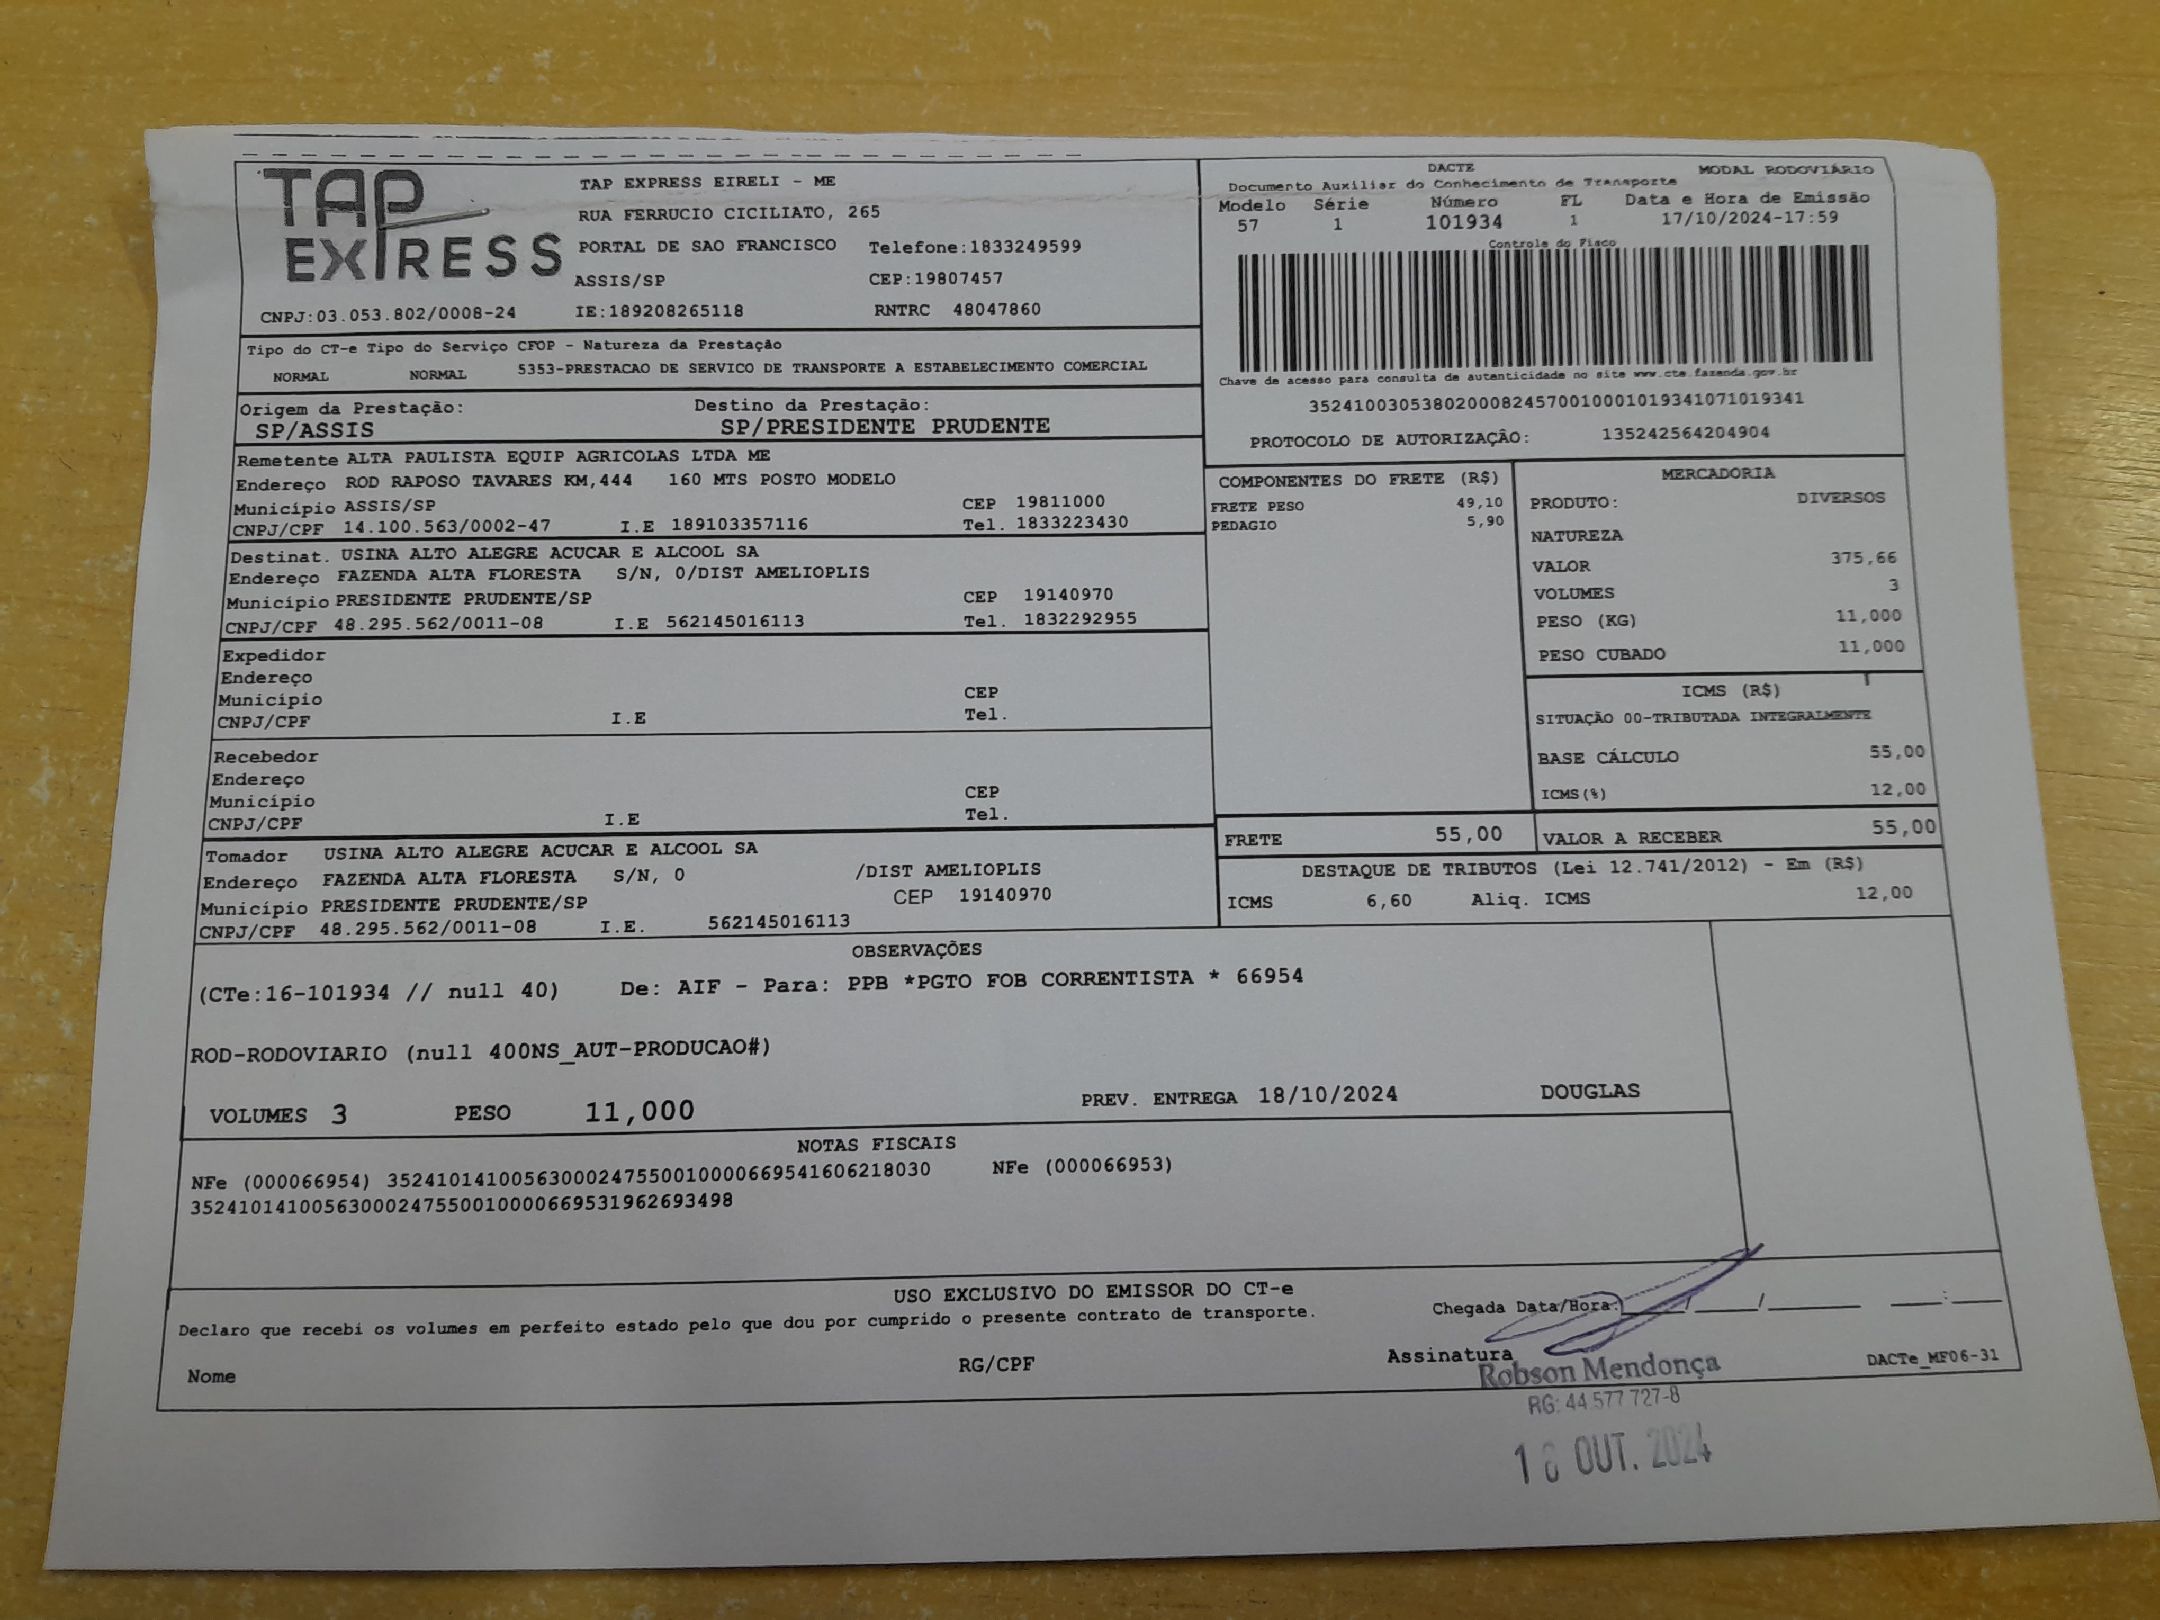 TAP EXPRESS
TAP EXPRESS EIRELI - ME
RUA FERRUCIO CICILIATO, 265
PORTAL DE SAO FRANCISCO Telefone:1833249599
ASSIS/SP CEP:19807457
CNPJ:03.053.802/0008-24 IE:189208265118 RNTRC 48047860
DACTE MODAL RODOVIÁRIO
Documento Auxiliar do Conhecimento de Transporte
Modelo Série Número FL Data e Hora de Emissão
57 1 101934 1 17/10/2024-17:59
Controle do Fisco
Chave de acesso para consulta de autenticidade no site www.cte.fazenda.gov.br
35241003053802000824570010001019341071019341
PROTOCOLO DE AUTORIZAÇÃO: 135242564204904
Tipo do CT-e Tipo do Serviço CFOP - Natureza da Prestação
NORMAL NORMAL 5353-PRESTACAO DE SERVICO DE TRANSPORTE A ESTABELECIMENTO COMERCIAL
Origem da Prestação: Destino da Prestação:
SP/ASSIS SP/PRESIDENTE PRUDENTE
Remetente ALTA PAULISTA EQUIP AGRICOLAS LTDA ME
Endereço ROD RAPOSO TAVARES KM,444 160 MTS POSTO MODELO
Município ASSIS/SP CEP 19811000
CNPJ/CPF 14.100.563/0002-47 I.E 189103357116 Tel. 1833223430
Destinat. USINA ALTO ALEGRE ACUCAR E ALCOOL SA
Endereço FAZENDA ALTA FLORESTA S/N, 0/DIST AMELIOPLIS
Município PRESIDENTE PRUDENTE/SP CEP 19140970
CNPJ/CPF 48.295.562/0011-08 I.E 562145016113 Tel. 1832292955
Expedidor
Endereço
Município CEP
CNPJ/CPF I.E Tel.
Recebedor
Endereço
Município CEP
CNPJ/CPF I.E Tel.
Tomador USINA ALTO ALEGRE ACUCAR E ALCOOL SA
Endereço FAZENDA ALTA FLORESTA S/N, 0 /DIST AMELIOPLIS
Município PRESIDENTE PRUDENTE/SP CEP 19140970
CNPJ/CPF 48.295.562/0011-08 I.E. 562145016113
COMPONENTES DO FRETE (R$)
FRETE PESO 49,10
PEDAGIO 5,90
MERCADORIA
PRODUTO: DIVERSOS
NATUREZA
VALOR 375,66
VOLUMES 3
PESO (KG) 11,000
PESO CUBADO 11,000
ICMS (R$)
SITUAÇÃO 00-TRIBUTADA INTEGRALMENTE
BASE CÁLCULO 55,00
ICMS(%) 12,00
FRETE 55,00 VALOR A RECEBER 55,00
DESTAQUE DE TRIBUTOS (Lei 12.741/2012) - Em (R$)
ICMS 6,60 Aliq. ICMS 12,00
OBSERVAÇÕES
(CTe:16-101934 // null 40) De: AIF - Para: PPB *PGTO FOB CORRENTISTA * 66954
ROD-RODOVIARIO (null 400NS_AUT-PRODUCAO#)
VOLUMES 3 PESO 11,000 PREV. ENTREGA 18/10/2024 DOUGLAS
NOTAS FISCAIS
NFe (000066954) 35241014100563000247550010000669541606218030 NFe (000066953)
35241014100563000247550010000669531962693498
USO EXCLUSIVO DO EMISSOR DO CT-e
Declaro que recebi os volumes em perfeito estado pelo que dou por cumprido o presente contrato de transporte.
Chegada Data/Hora: / / :
Nome RG/CPF Assinatura DACTe_MF06-31
Robson Mendonça
RG: 44.577 727-8
18 OUT. 2024